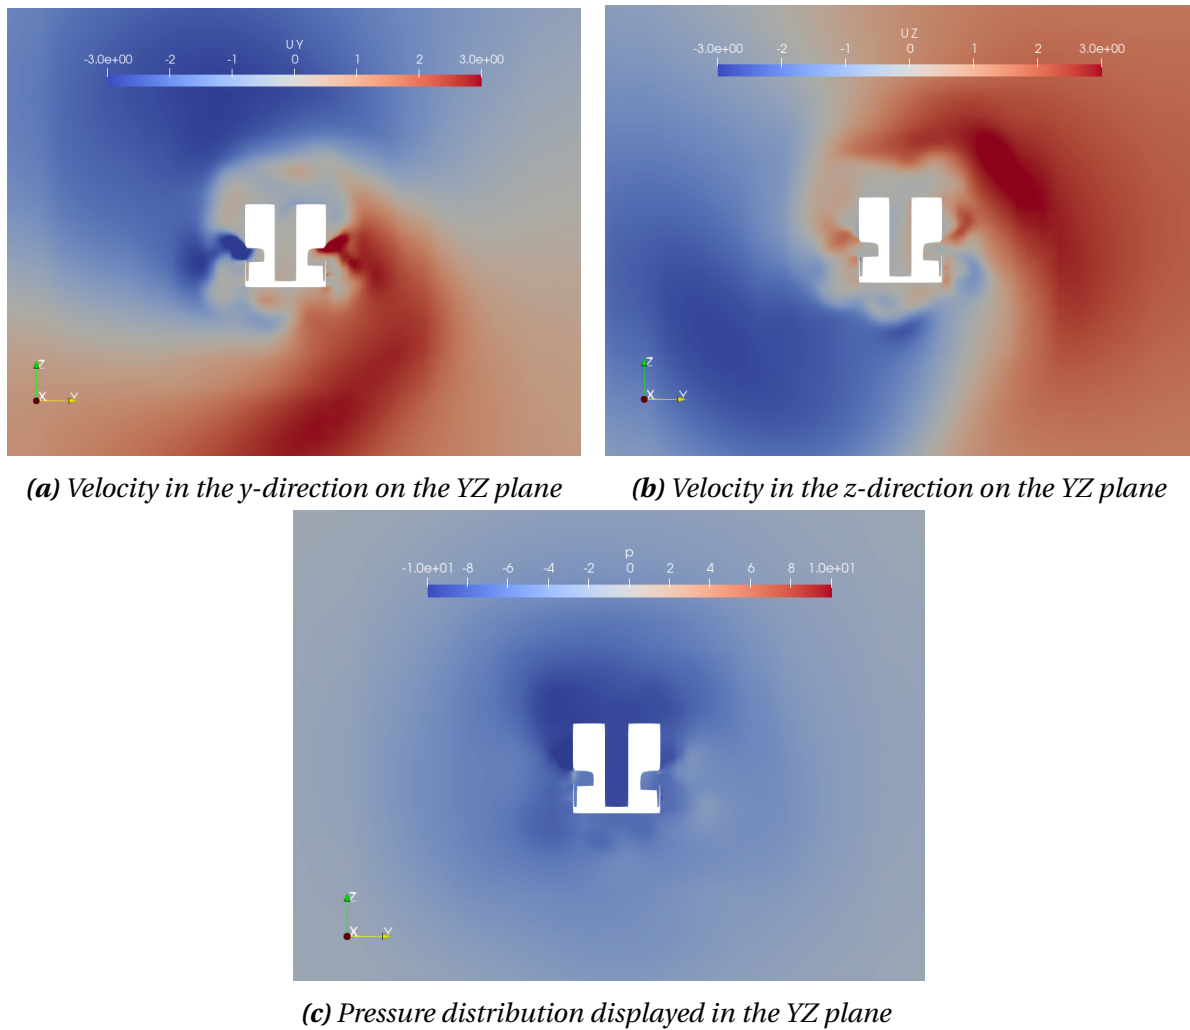 UY
-3.0e+00 -2 -1 0 1 2 3.0e+00
Z
X Y
UZ
-3.0e+00 -2 -1 0 1 2 3.0e+00
Z
X Y
(a) Velocity in the y-direction on the YZ plane
(b) Velocity in the z-direction on the YZ plane
p
-1.0e+01 -8 -6 -4 -2 0 2 4 6 8 1.0e+01
Z
X Y
(c) Pressure distribution displayed in the YZ plane